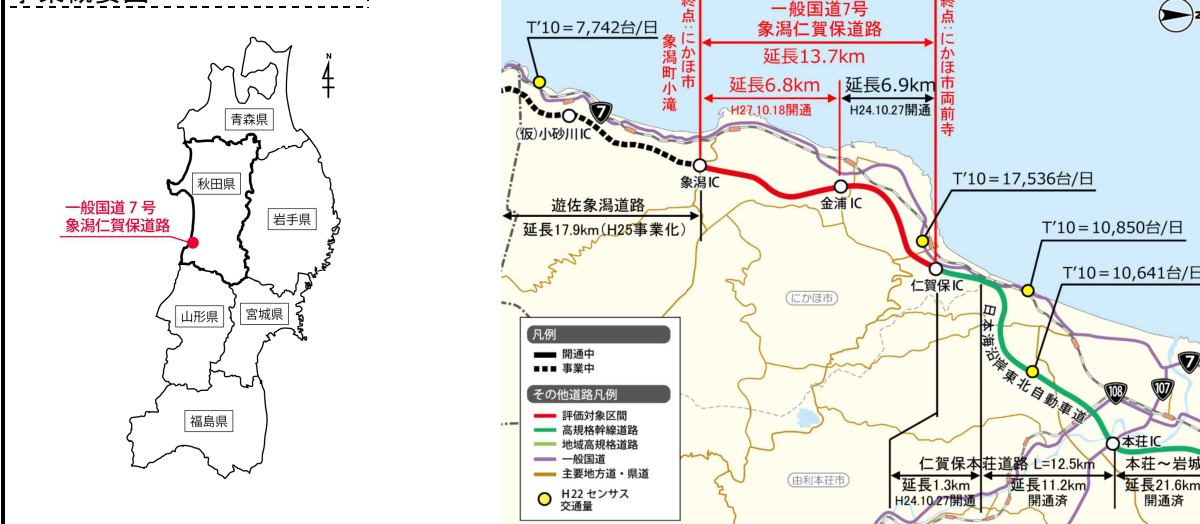 事業概要図
N
青森県
秋田県
岩手県
一般国道７号
象潟仁賀保道路
山形県
宮城県
福島県
T'10＝7,742台/日
終点：にかほ市
象潟町小滝
一般国道7号
象潟仁賀保道路
延長13.7km
延長6.8km
H27.10.18開通
延長6.9km
H24.10.27開通
終点：にかほ市両前寺
7
(仮)小砂川IC
象潟IC
金浦IC
T'10＝17,536台/日
遊佐象潟道路
延長17.9km(H25事業化)
T'10＝10,850台/日
仁賀保IC
T'10＝10,641台/日
にかほ市
日本海沿岸東北自動車道
7
107
108
凡例
開通中
事業中
その他道路凡例
評価対象区間
高規格幹線道路
地域高規格道路
一般国道
主要地方道・県道
H22 センサス
交通量
本荘IC
仁賀保本荘道路 L=12.5km
本荘～岩城
延長1.3km
H24.10.27開通
延長11.2km
開通済
延長21.6km
開通済
由利本荘市